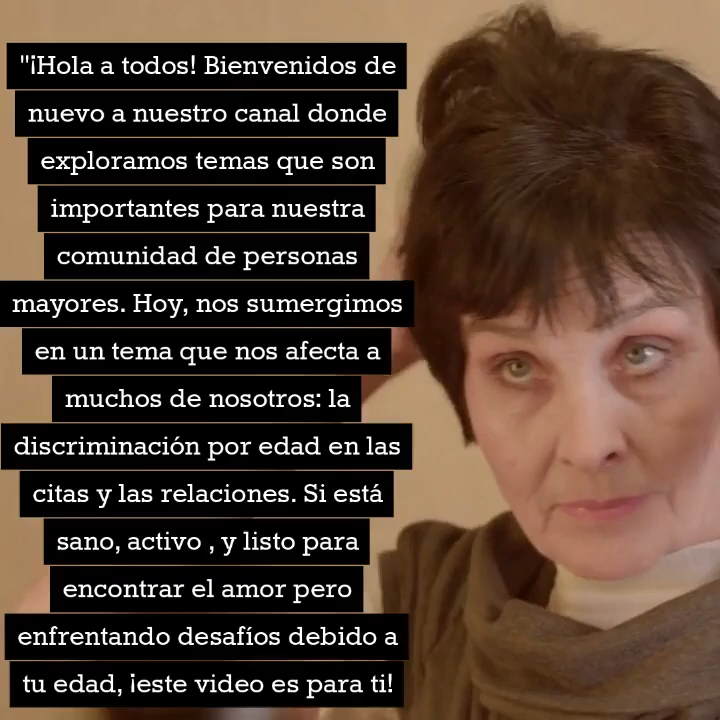 "¡Hola a todos! Bienvenidos de
nuevo a nuestro canal donde
exploramos temas que son
importantes para nuestra
comunidad de personas
mayores. Hoy, nos sumergimos
en un tema que nos afecta a
muchos de nosotros: la
discriminación por edad en las
citas y las relaciones. Si está
sano, activo , y listo para
encontrar el amor pero
enfrentando desafíos debido a
tu edad, ¡este video es para ti!